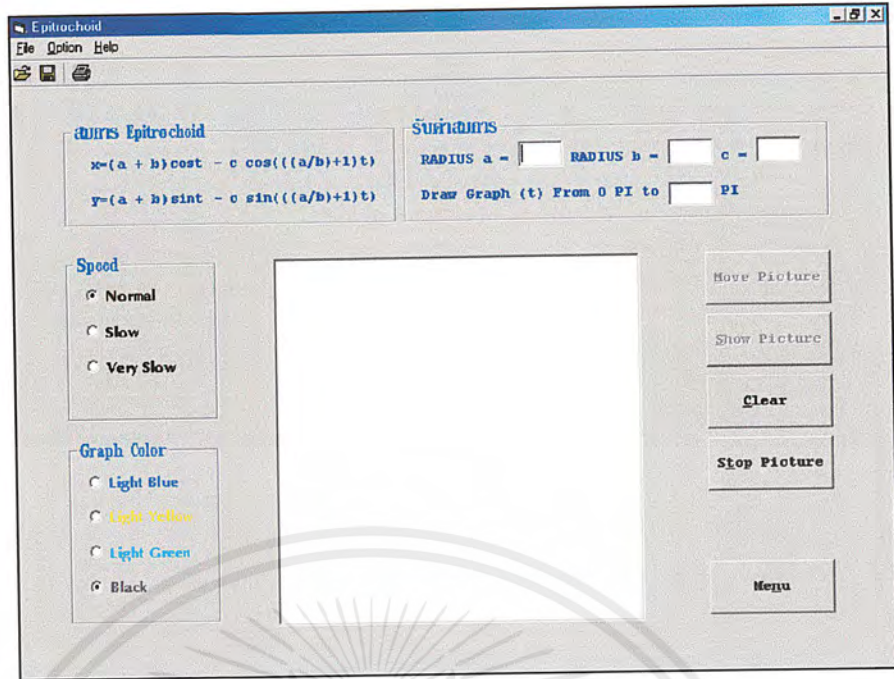 Epitrochoid
File Option Help
สมการ Epitrochoid
x=(a + b)cost - c cos(((a/b)+1)t)
y=(a + b)sint - c sin(((a/b)+1)t)
รับค่าสมการ
RADIUS a = RADIUS b = c =
Draw Graph (t) From 0 PI to PI
Speed
Normal
Slow
Very Slow
Graph Color
Light Blue
Light Yellow
Light Green
Black
Move Picture
Show Picture
Clear
Stop Picture
Menu